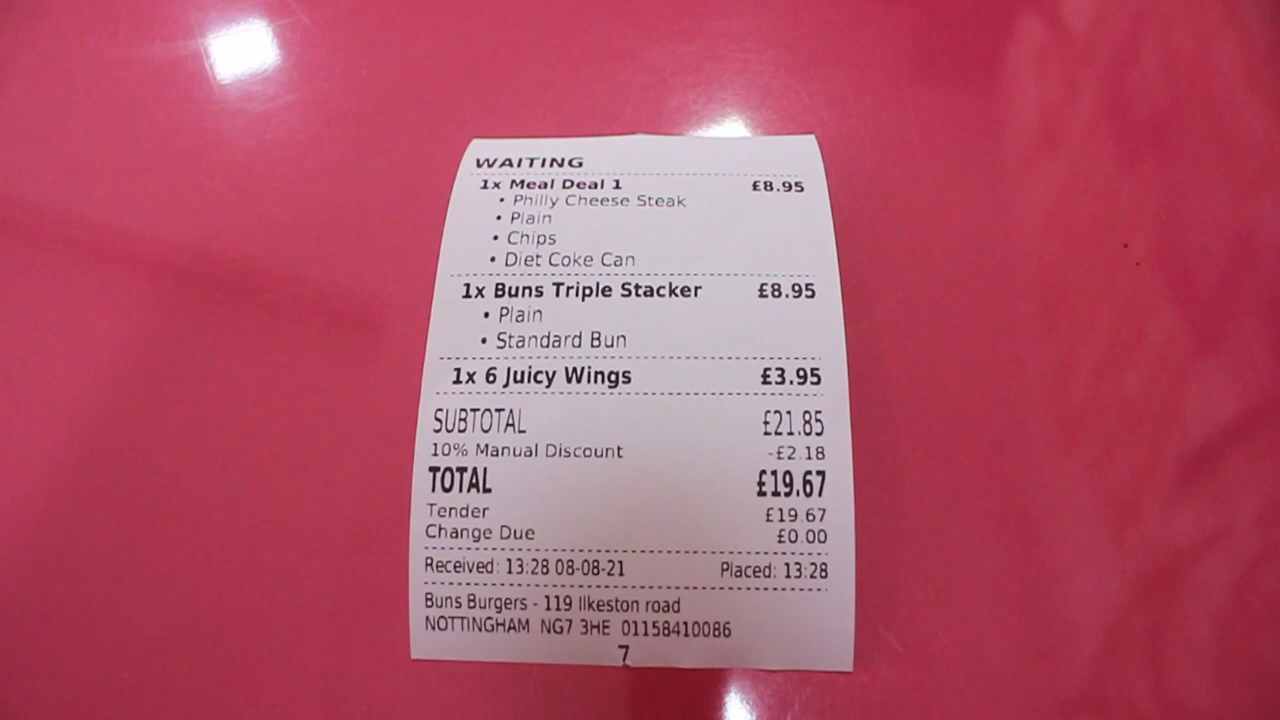 WAITING
1x Meal Deal 1 £8.95
• Philly Cheese Steak
• Plain
• Chips
• Diet Coke Can
1x Buns Triple Stacker £8.95
• Plain
• Standard Bun
1x 6 Juicy Wings £3.95
SUBTOTAL £21.85
10% Manual Discount -£2.18
TOTAL £19.67
Tender £19.67
Change Due £0.00
Received: 13:28 08-08-21 Placed: 13:28
Buns Burgers - 119 Ilkeston road
NOTTINGHAM NG7 3HE 01158410086
7